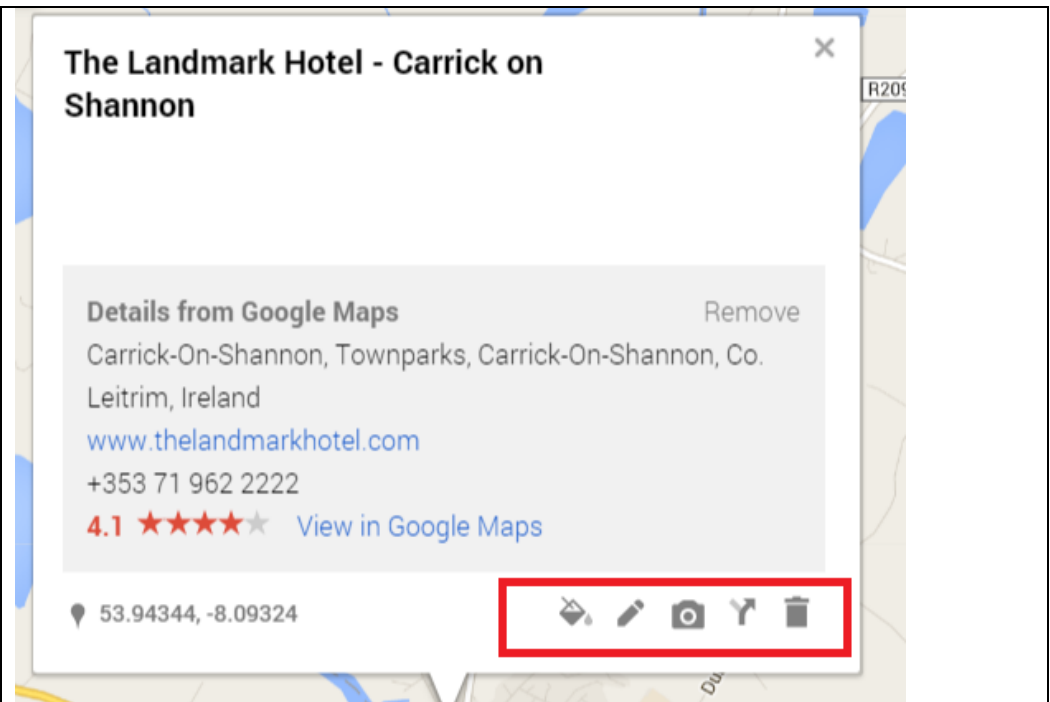 The Landmark Hotel - Carrick on
Shannon
Details from Google Maps
Remove
Carrick-On-Shannon, Townparks, Carrick-On-Shannon, Co.
Leitrim, Ireland
www.thelandmarkhotel.com
+353 71 962 2222
4.1
View in Google Maps
53.94344, -8.09324
R209
Du